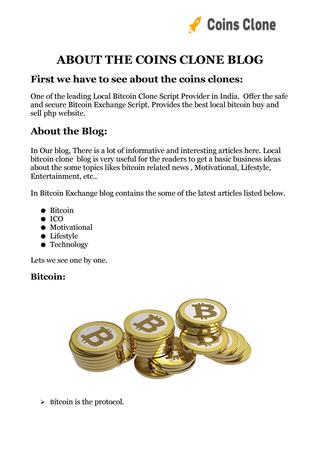 Coins Clone
ABOUT THE COINS CLONE BLOG
First we have to see about the coins clones:
One of the leading Local Bitcoin Clone Script Provider in India.  Offer the safe
and secure Bitcoin Exchange Script. Provides the best local bitcoin buy and
sell php website.
About the Blog:
In Our blog, There is a lot of informative and interesting articles here. Local
bitcoin clone  blog is very useful for the readers to get a basic business ideas
about the some topics likes bitcoin related news , Motivational, Lifestyle,
Entertainment, etc..
In Bitcoin Exchange blog contains the some of the latest articles listed below.
● Bitcoin
● ICO
● Motivational
● Lifestyle
● Technology
Lets we see one by one.
Bitcoin:
➢ Bitcoin is the protocol.